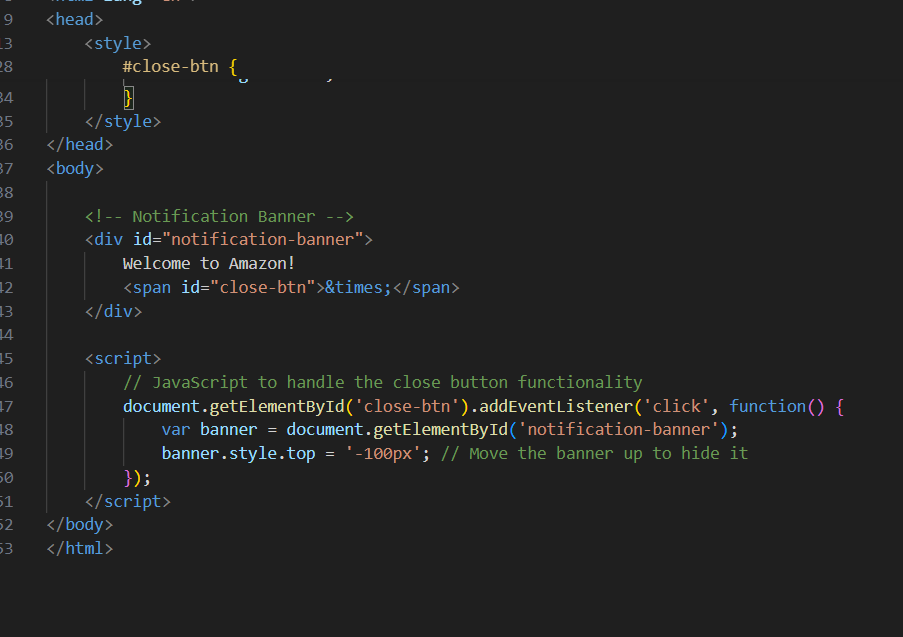 9 <head>
<style>
#close-btn {
}
</style>
</head>
<body>
<!-- Notification Banner -->
<div id="notification-banner">
Welcome to Amazon!
<span id="close-btn">&times;</span>
</div>
<script>
// JavaScript to handle the close button functionality
document.getElementById('close-btn').addEventListener('click', function() {
var banner = document.getElementById('notification-banner');
banner.style.top = '-100px'; // Move the banner up to hide it
});
</script>
</body>
</html>